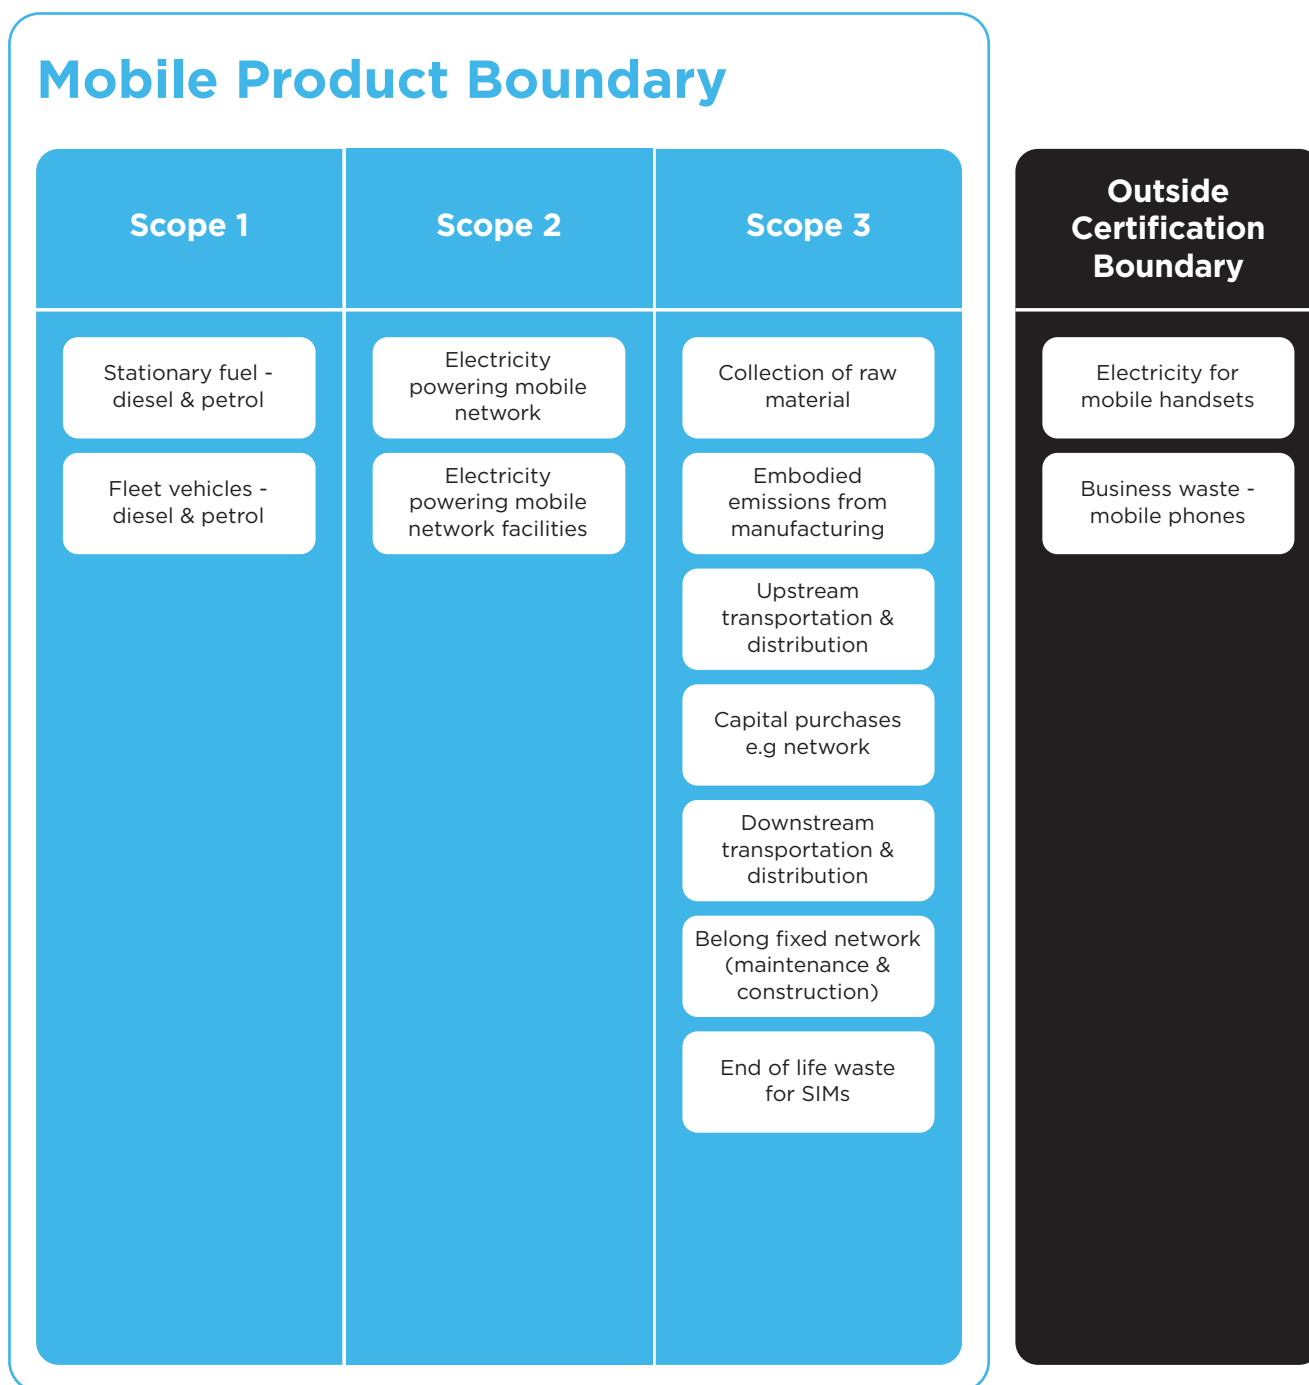 Mobile Product Boundary
Scope 1
Stationary fuel -
diesel & petrol
Fleet vehicles -
diesel & petrol
Scope 2
Electricity
powering mobile
network
Electricity
powering mobile
network facilities
Scope 3
Collection of raw
material
Embodied
emissions from
manufacturing
Upstream
transportation &
distribution
Capital purchases
e.g network
Downstream
transportation &
distribution
Belong fixed network
(maintenance &
construction)
End of life waste
for SIMs
Outside
Certification
Boundary
Electricity for
mobile handsets
Business waste -
mobile phones